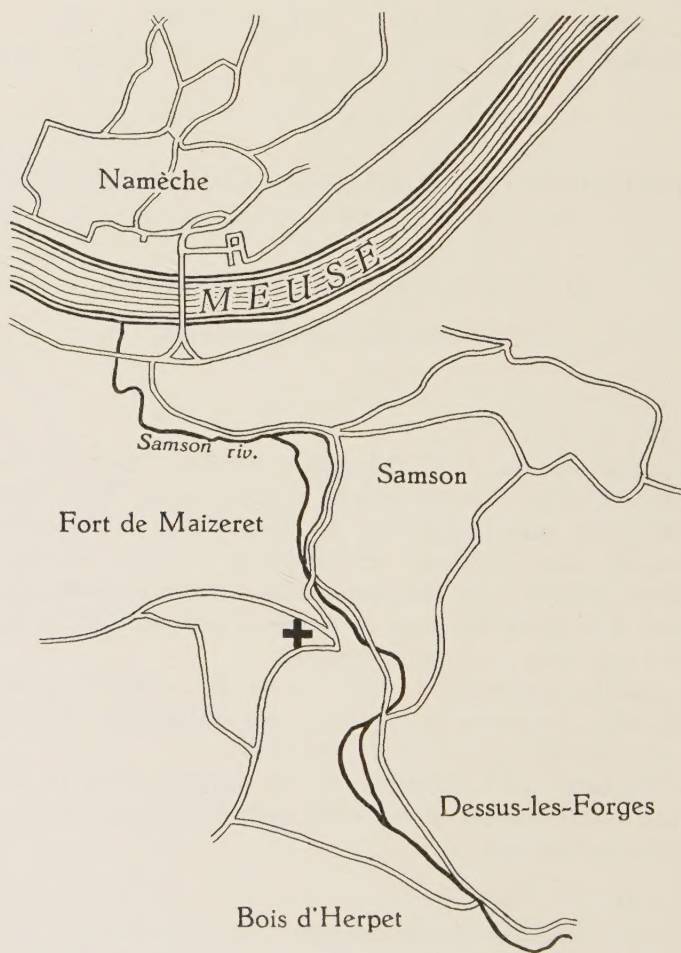 Namèche
MEUSE
Samson riv.
Samson
Fort de Maizeret
Dessus-les-Forges
Bois d'Herpet